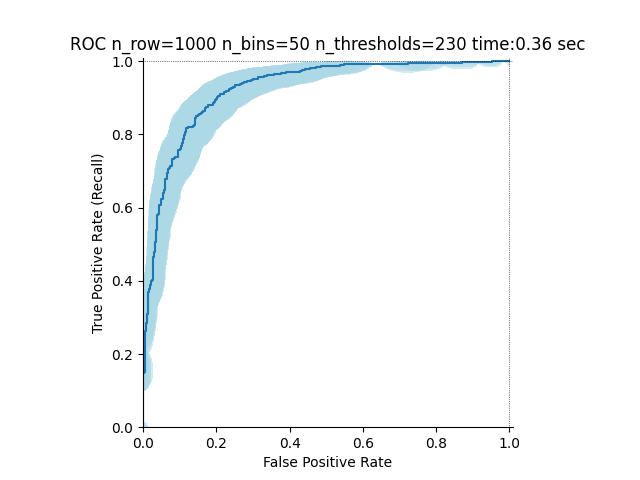 ROC n_row=1000 n_bins=50 n_thresholds=230 time:0.36 sec
1.0
0.8
0.6
0.4
0.2
0.0
True Positive Rate (Recall)
0.0 0.2 0.4 0.6 0.8 1.0
False Positive Rate